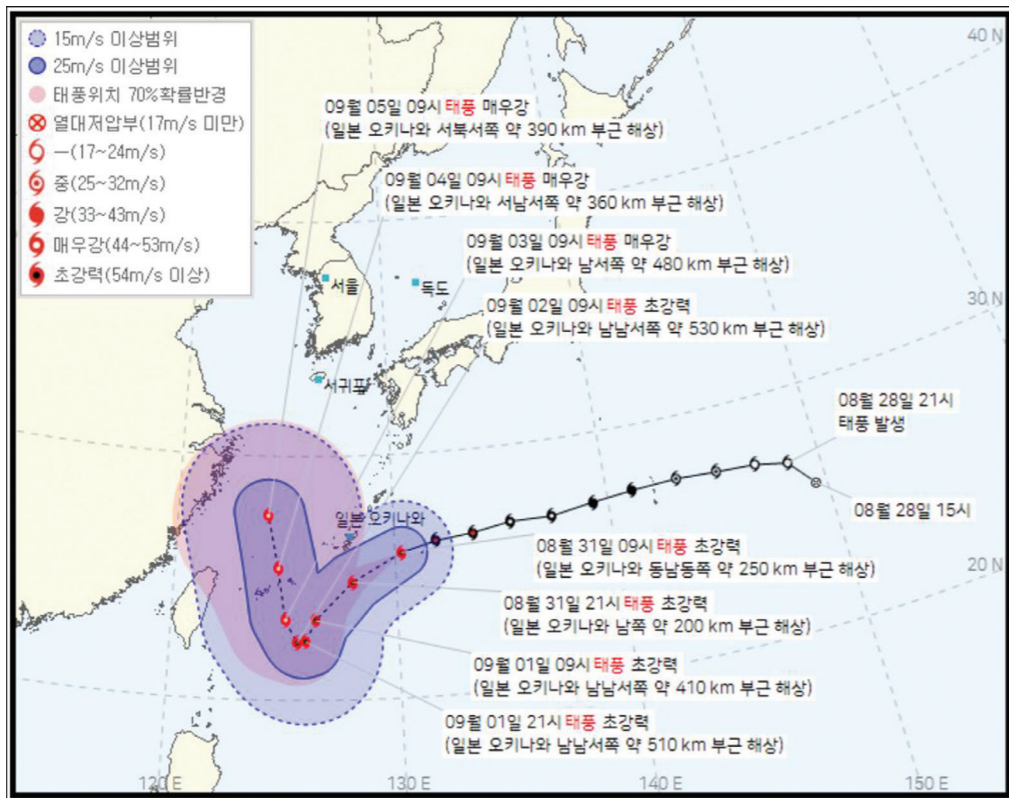 15m/s 이상범위
25m/s 이상범위
태풍위치 70%확률반경
열대저압부(17m/s 미만)
—(17~24m/s)
중(25~32m/s)
강(33~43m/s)
매우강(44~53m/s)
초강력(54m/s 이상)
40 N
09월 05일 09시 태풍 매우강
(일본 오키나와 서북서쪽 약 390 km 부근 해상)
09월 04일 09시 태풍 매우강
(일본 오키나와 서남서쪽 약 360 km 부근 해상)
09월 03일 09시 태풍 매우강
(일본 오키나와 남서쪽 약 480 km 부근 해상)
서울
독도
09월 02일 09시 태풍 초강력
(일본 오키나와 남남서쪽 약 530 km 부근 해상)
30 N
서귀포
08월 28일 21시
태풍 발생
일본 오키나와
08월 28일 15시
08월 31일 09시 태풍 초강력
(일본 오키나와 동남동쪽 약 250 km 부근 해상)
20 N
08월 31일 21시 태풍 초강력
(일본 오키나와 남쪽 약 200 km 부근 해상)
09월 01일 09시 태풍 초강력
(일본 오키나와 남남서쪽 약 410 km 부근 해상)
09월 01일 21시 태풍 초강력
(일본 오키나와 남남서쪽 약 510 km 부근 해상)
120 E
130 E
140 E
150 E